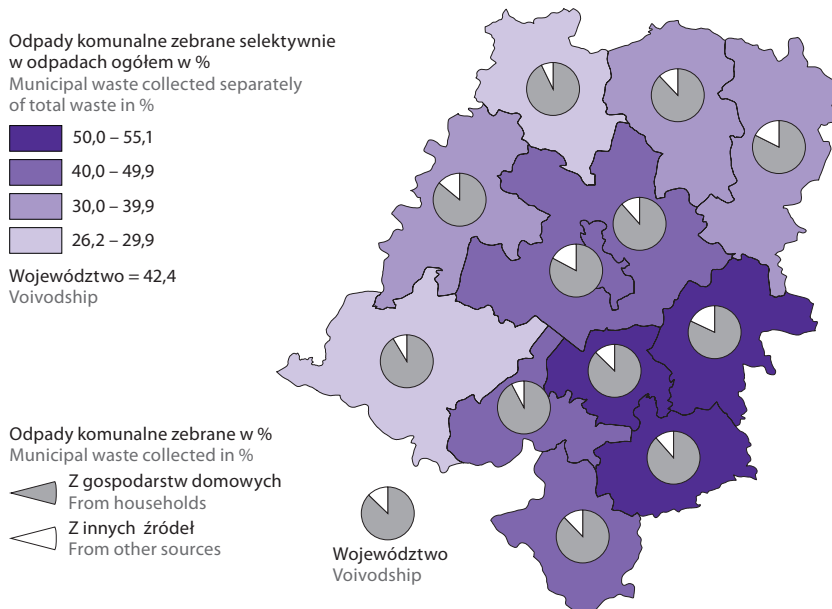 Odpady komunalne zebrane selektywnie
w odpadach ogółem w %
Municipal waste collected separately
of total waste in %
50,0 – 55,1
40,0 – 49,9
30,0 – 39,9
26,2 – 29,9
Województwo = 42,4
Voivodship
Odpady komunalne zebrane w %
Municipal waste collected in %
Z gospodarstw domowych
From households
Z innych źródeł
From other sources
Województwo
Voivodship